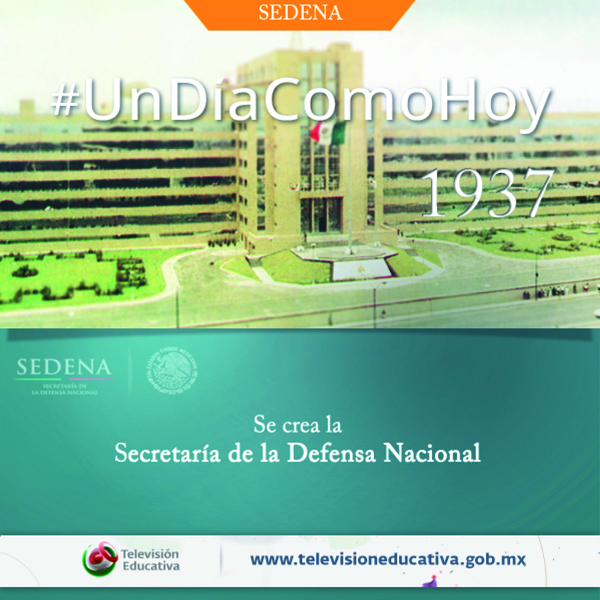 SEDENA
#UnDiaComoHoy
1937
SEDENA
SECRETARÍA DE
LA DEFENSA NACIONAL
Se crea la
Secretaría de la Defensa Nacional
Televisión
Educativa
www.televisioneducativa.gob.mx